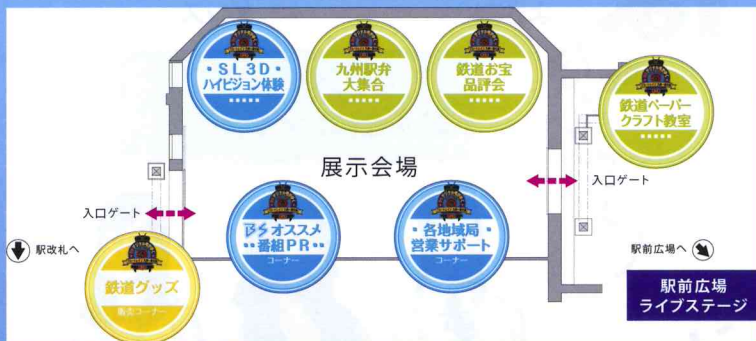 SL3D
ハイビジョン体験
九州駅弁
大集合
鉄道お宝
品評会
鉄道ペーパー
クラフト教室
展示会場
入口ゲート
入口ゲート
BSオススメ
番組PR
コーナー
各地域局
営業サポート
コーナー
駅改札へ
鉄道グッズ
販売コーナー
駅前広場へ
駅前広場
ライブステージ